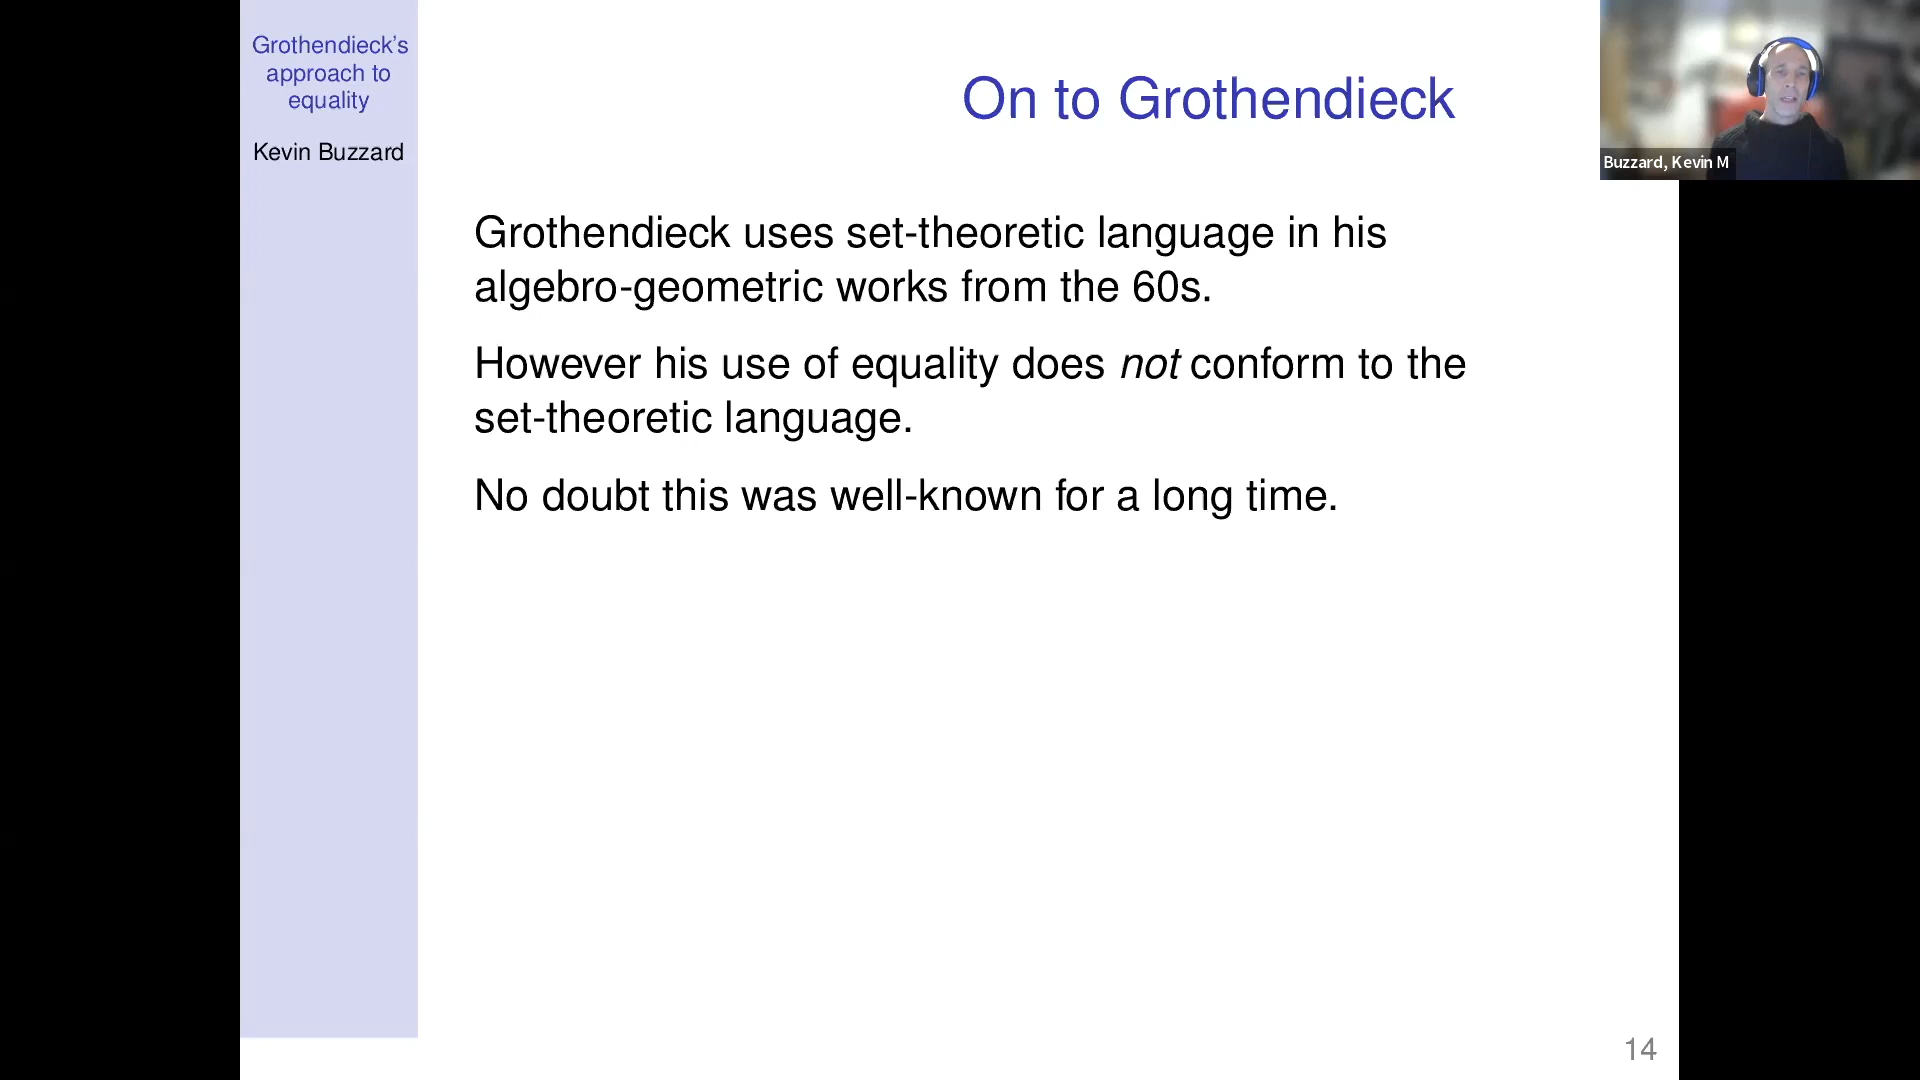 Grothendieck's
approach to
equality
Kevin Buzzard
On to Grothendieck
Grothendieck uses set-theoretic language in his
algebro-geometric works from the 60s.
However his use of equality does not conform to the
set-theoretic language.
No doubt this was well-known for a long time.
14
Buzzard, Kevin M